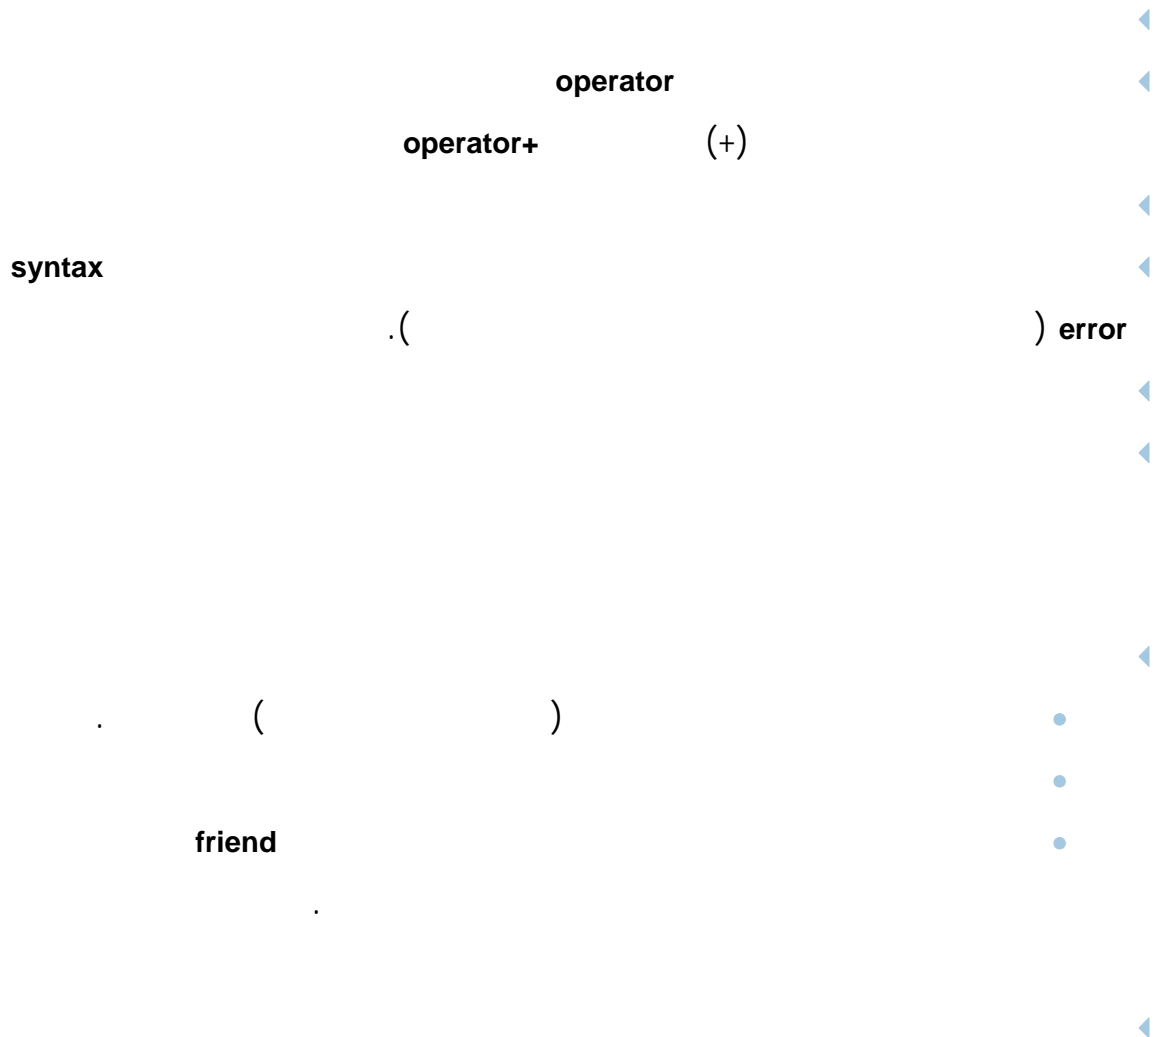 operator
(+) operator+
syntax
error ( ).
( ) .
friend
.